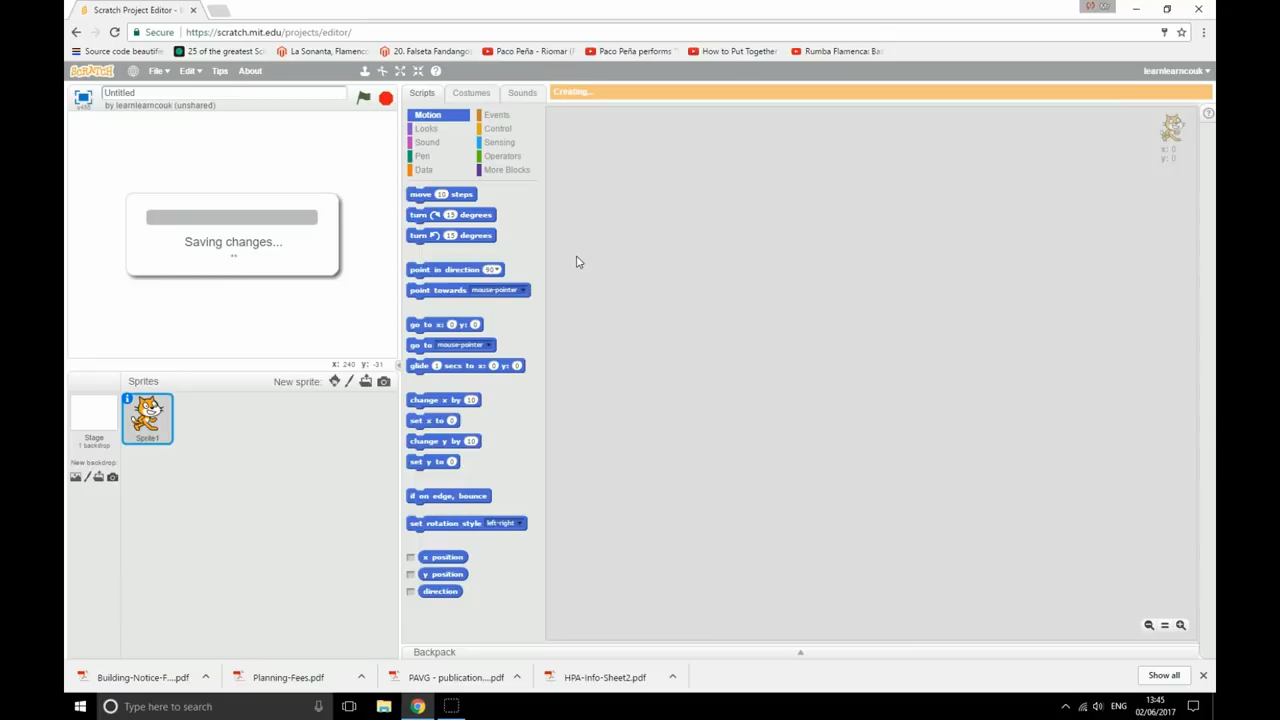 Scratch Project Editor -
Mr
Secure https://scratch.mit.edu/projects/editor/
Source code beautifie
25 of the greatest Sc
La Sonanta, Flamenco
20. Falseta Fandango
Paco Peña - Riomar (A
Paco Peña performs "
How to Put Together
Rumba Flamenca: Bas
SCRATCH
File Edit Tips About
learnlearncouk
Untitled
by learnlearncouk (unshared)
Scripts Costumes Sounds
Creating...
Motion
Looks
Sound
Pen
Data
Events
Control
Sensing
Operators
More Blocks
x: 0
y: 0
move 10 steps
turn 15 degrees
turn 15 degrees
point in direction 90
point towards mouse-pointer
go to x: 0 y: 0
go to mouse-pointer
glide 1 secs to x: 0 y: 0
change x by 10
set x to 0
change y by 10
set y to 0
if on edge, bounce
set rotation style left-right
x position
y position
direction
Saving changes...
x: 240 y: -31
Sprites
New sprite:
Stage
1 backdrop
New backdrop:
Sprite1
Backpack
Building-Notice-F....pdf
Planning-Fees.pdf
PAVG - publication....pdf
HPA-Info-Sheet2.pdf
Show all
Type here to search
ENG
13:45
02/06/2017